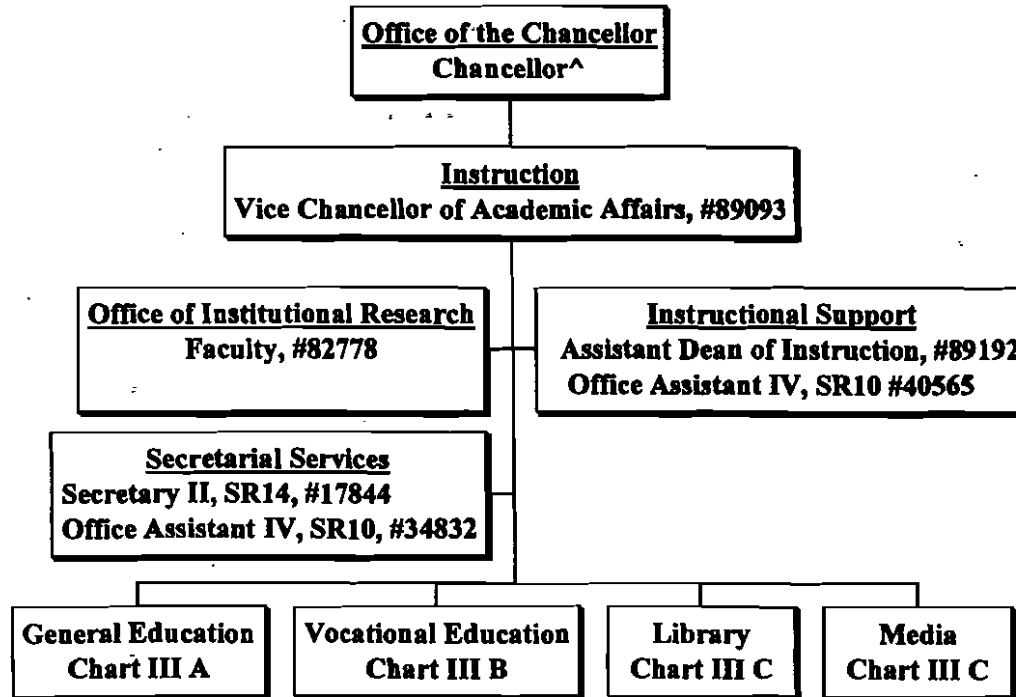 Office of the Chancellor
Chancellor^
Instruction
Vice Chancellor of Academic Affairs, #89093
Office of Institutional Research
Faculty, #82778
Instructional Support
Assistant Dean of Instruction, #89192
Office Assistant IV, SR10 #40565
Secretarial Services
Secretary II, SR14, #17844
Office Assistant IV, SR10, #34832
General Education
Chart III A
Vocational Education
Chart III B
Library
Chart III C
Media
Chart III C